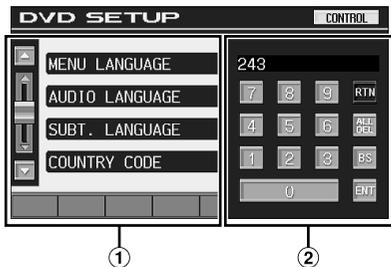 DVD SETUP
CONTROL
MENU LANGUAGE
AUDIO LANGUAGE
SUBT. LANGUAGE
COUNTRY CODE
243
7 8 9 RTN
4 5 6 ALL DEL
1 2 3 BS
0 ENT
1 2